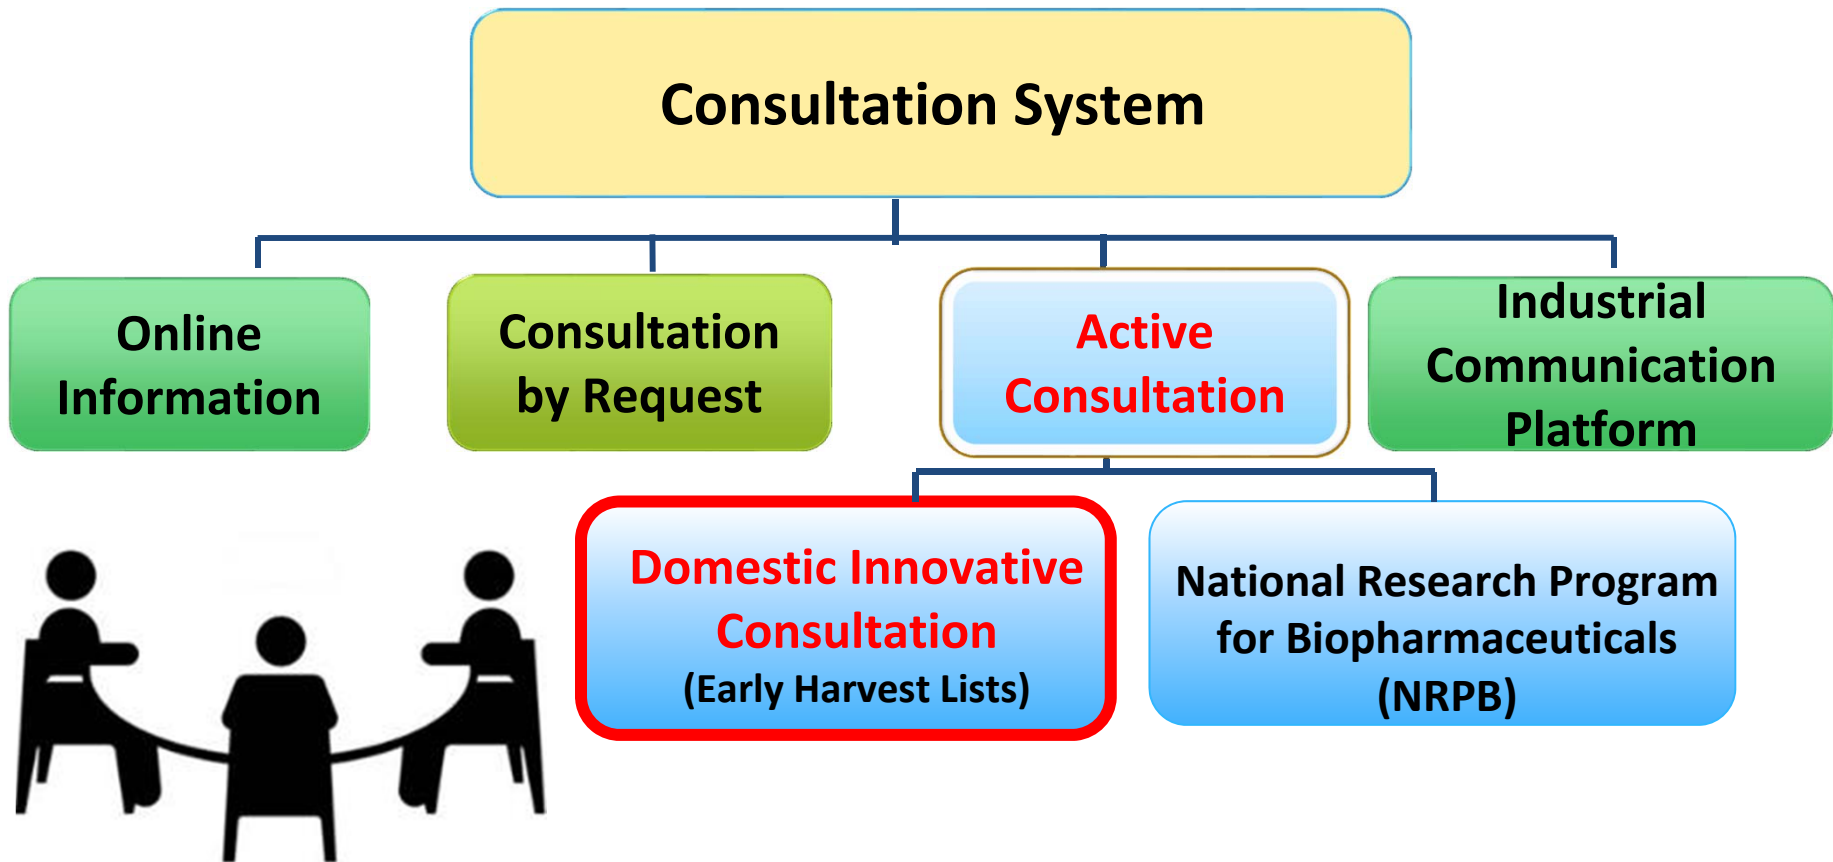 Consultation System
Online
Information
Consultation
by Request
Active
Consultation
Industrial
Communication
Platform
Domestic Innovative
Consultation
(Early Harvest Lists)
National Research Program
for Biopharmaceuticals
(NRPB)